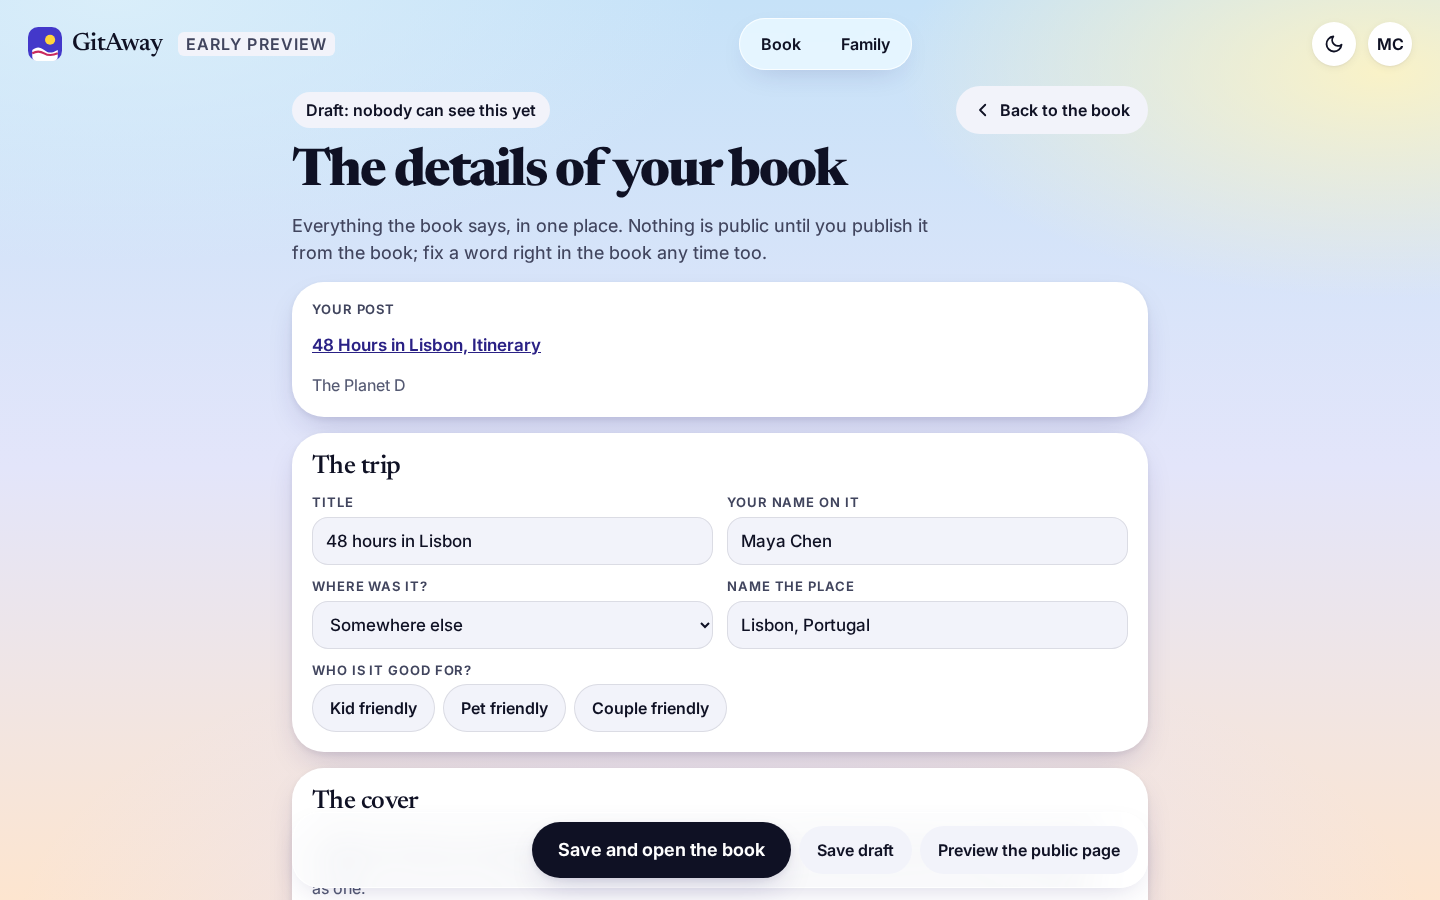 GitAway EARLY PREVIEW
Book Family
MC
Draft: nobody can see this yet
Back to the book
The details of your book
Everything the book says, in one place. Nothing is public until you publish it
from the book; fix a word right in the book any time too.
YOUR POST
48 Hours in Lisbon, Itinerary
The Planet D
The trip
TITLE
48 hours in Lisbon
YOUR NAME ON IT
Maya Chen
WHERE WAS IT?
Somewhere else
NAME THE PLACE
Lisbon, Portugal
WHO IS IT GOOD FOR?
Kid friendly Pet friendly Couple friendly
The cover
Save and open the book Save draft Preview the public page
as one.